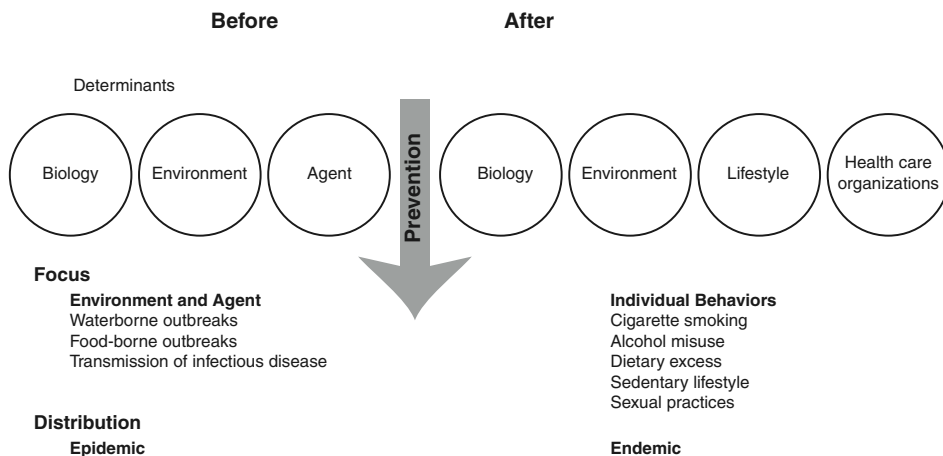 Before
After
Determinants
Biology
Environment
Agent
Prevention
Biology
Environment
Lifestyle
Health care
organizations
Focus
Environment and Agent
Waterborne outbreaks
Food-borne outbreaks
Transmission of infectious disease
Individual Behaviors
Cigarette smoking
Alcohol misuse
Dietary excess
Sedentary lifestyle
Sexual practices
Distribution
Epidemic
Endemic